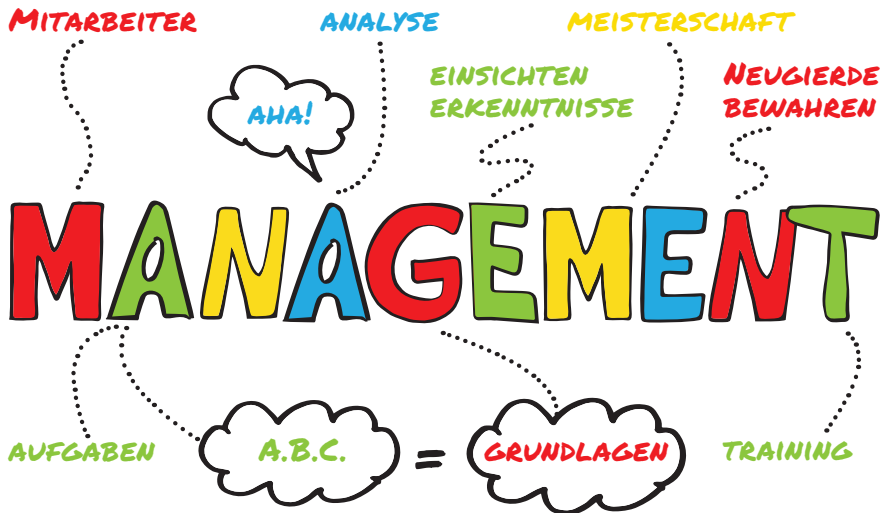 MITARBEITER
ANALYSE
MEISTERSCHAFT
EINSICHTEN
ERKENNTNISSE
NEUGIERDE
BEWAHREN
AHA!
MANAGEMENT
AUFGABEN
A.B.C.
=
GRUNDLAGEN
TRAINING